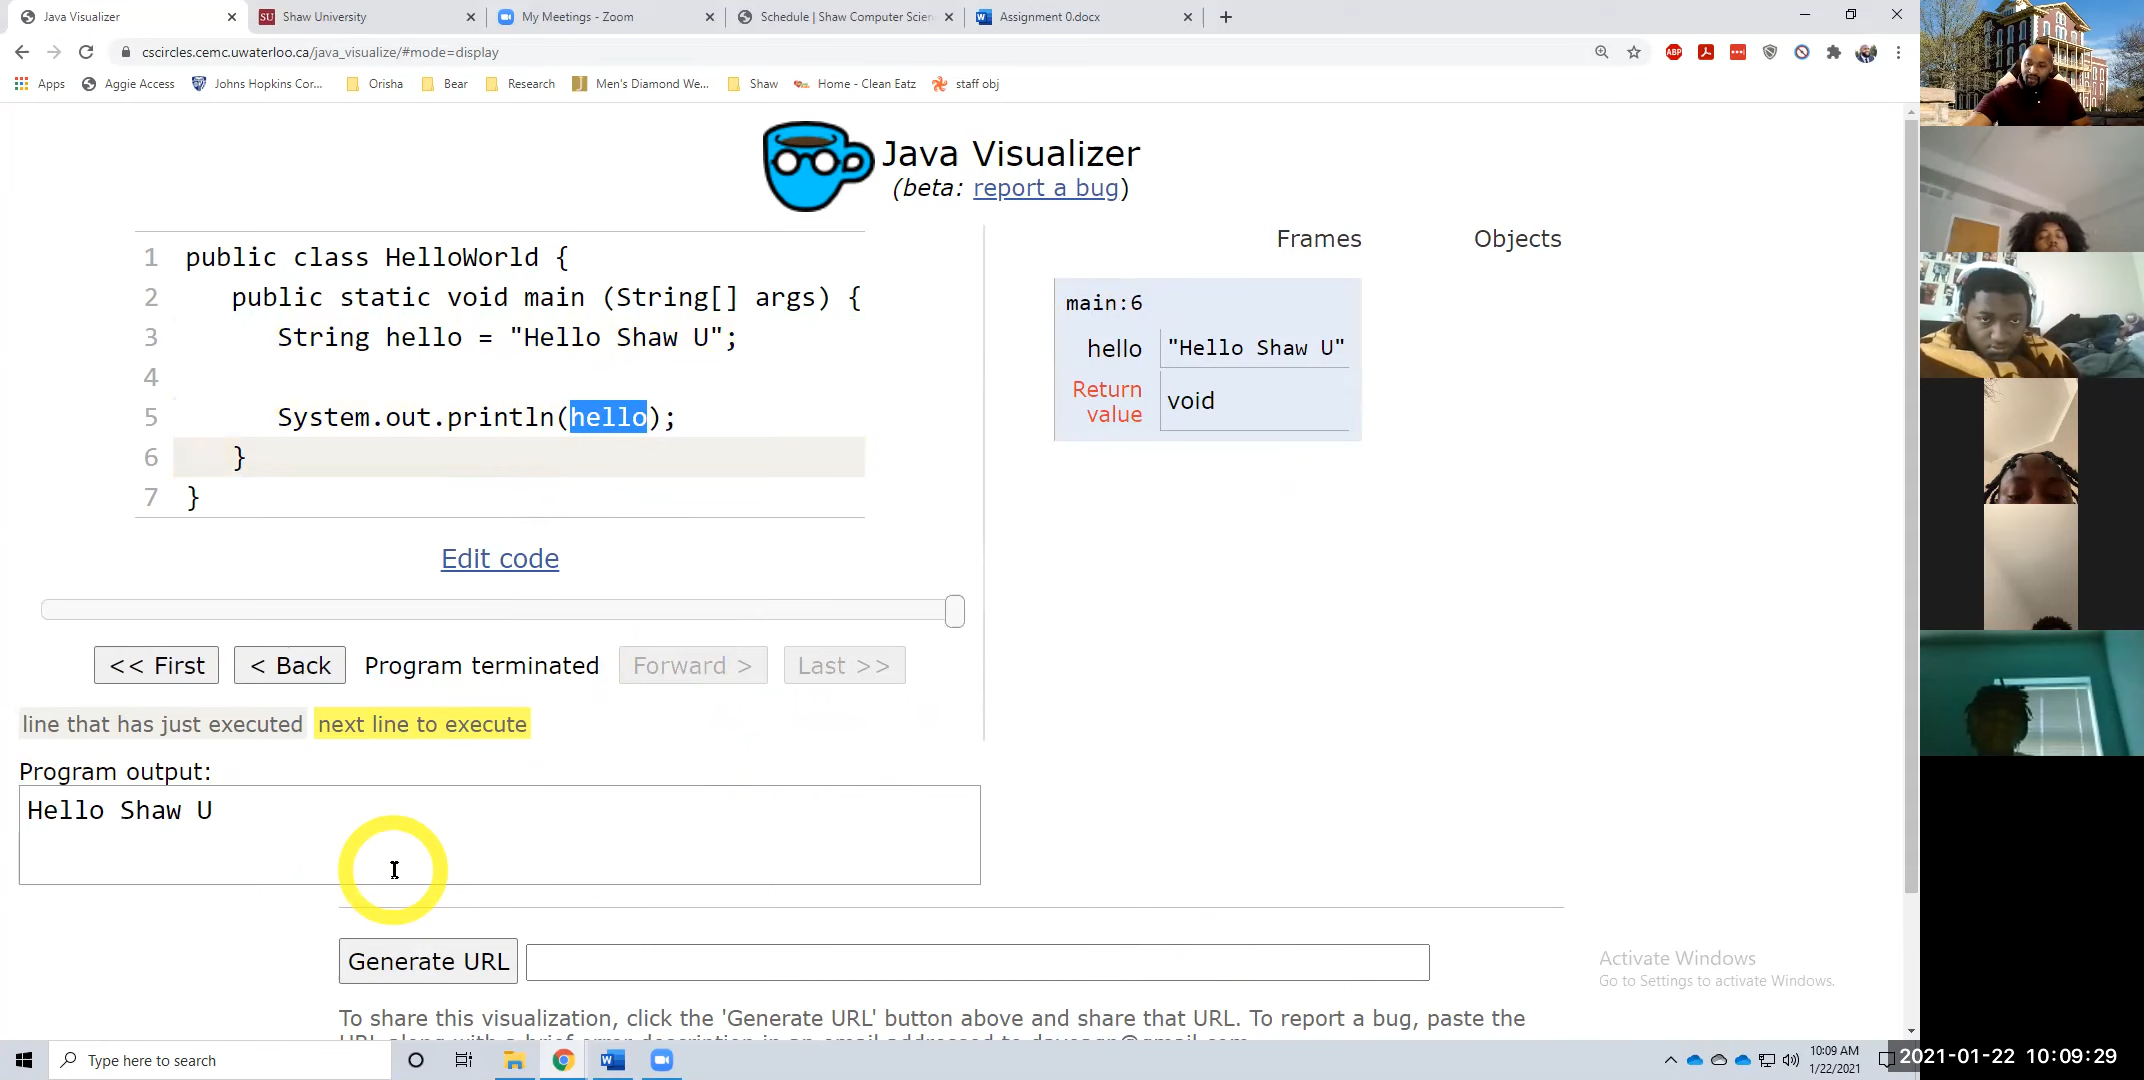 Java Visualizer
SU Shaw University
My Meetings - Zoom
Schedule | Shaw Computer Scien
Assignment 0.docx
cscircles.cemc.uwaterloo.ca/java_visualize/#mode=display
ABP
Apps
Aggie Access
Johns Hopkins Cor...
Orisha
Bear
Research
Men's Diamond We...
Shaw
Home - Clean Eatz
staff obj
Java Visualizer
(beta: report a bug)
1 public class HelloWorld {
2 public static void main (String[] args) {
3 String hello = "Hello Shaw U";
4
5 System.out.println(hello);
6 }
7 }
Edit code
<< First
< Back
Program terminated
Forward >
Last >>
line that has just executed
next line to execute
Frames
Objects
main:6
hello "Hello Shaw U"
Return
value
void
Program output:
Hello Shaw U
Generate URL
Activate Windows
Go to Settings to activate Windows.
To share this visualization, click the 'Generate URL' button above and share that URL. To report a bug, paste the
Type here to search
10:09 AM
1/22/2021
2021-01-22 10:09:29